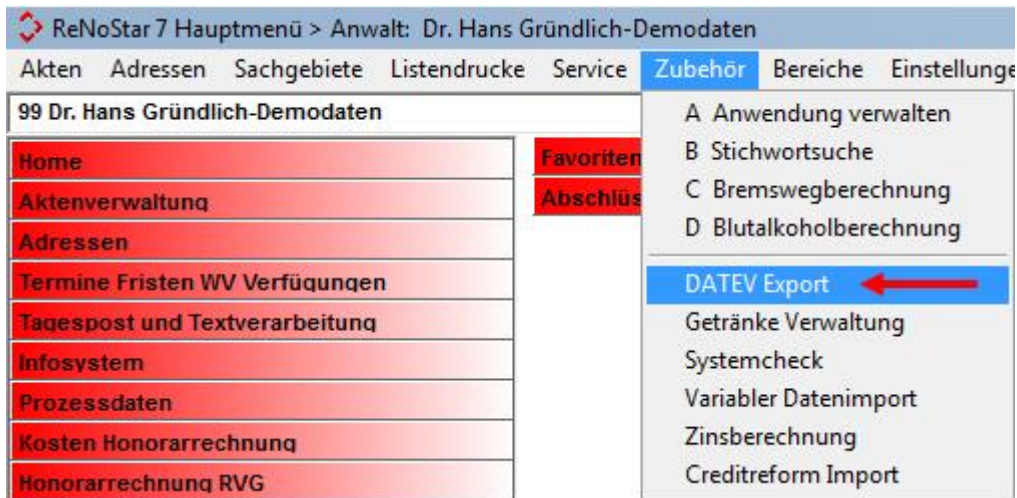 ReNoStar 7 Hauptmenü > Anwalt: Dr. Hans Gründlich-Demodaten
Akten Adressen Sachgebiete Listendrucke Service Zubehör Bereiche Einstellunge
99 Dr. Hans Gründlich-Demodaten
Home
Aktenverwaltung
Adressen
Termine Fristen WV Verfügungen
Tagespost und Textverarbeitung
Infosystem
Prozessdaten
Kosten Honorarrechnung
Honorarrechnung RVG
Favoriten
Abschlüs
A Anwendung verwalten
B Stichwortsuche
C Bremswegberechnung
D Blutalkoholberechnung
DATEV Export
Getränke Verwaltung
Systemcheck
Variabler Datenimport
Zinsberechnung
Creditreform Import